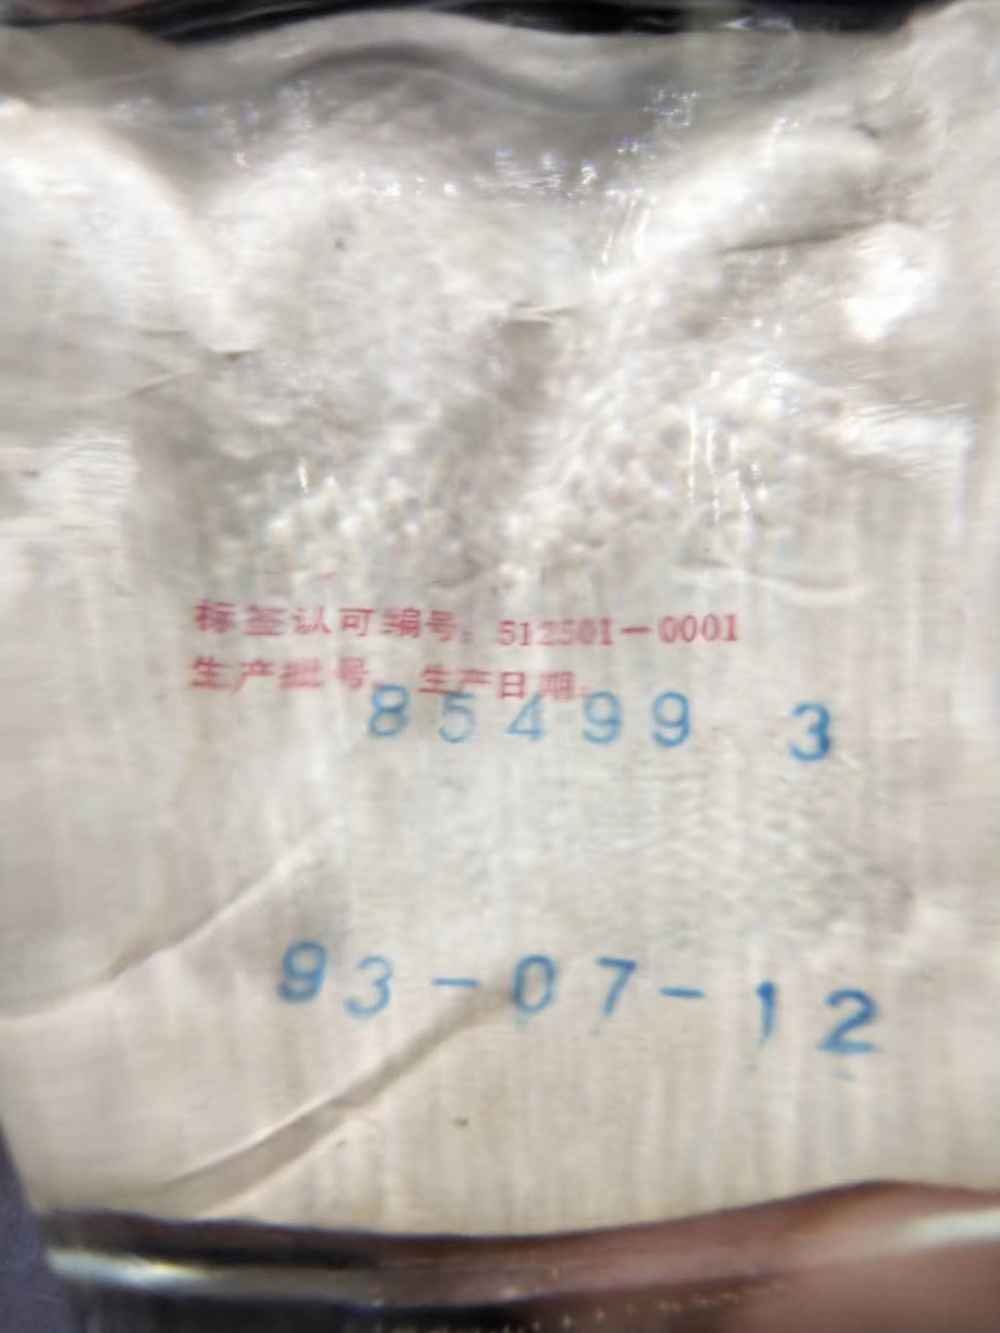 标签认可编号：512501-0001
生产批号、生产日期：
85499 3
93-07-12